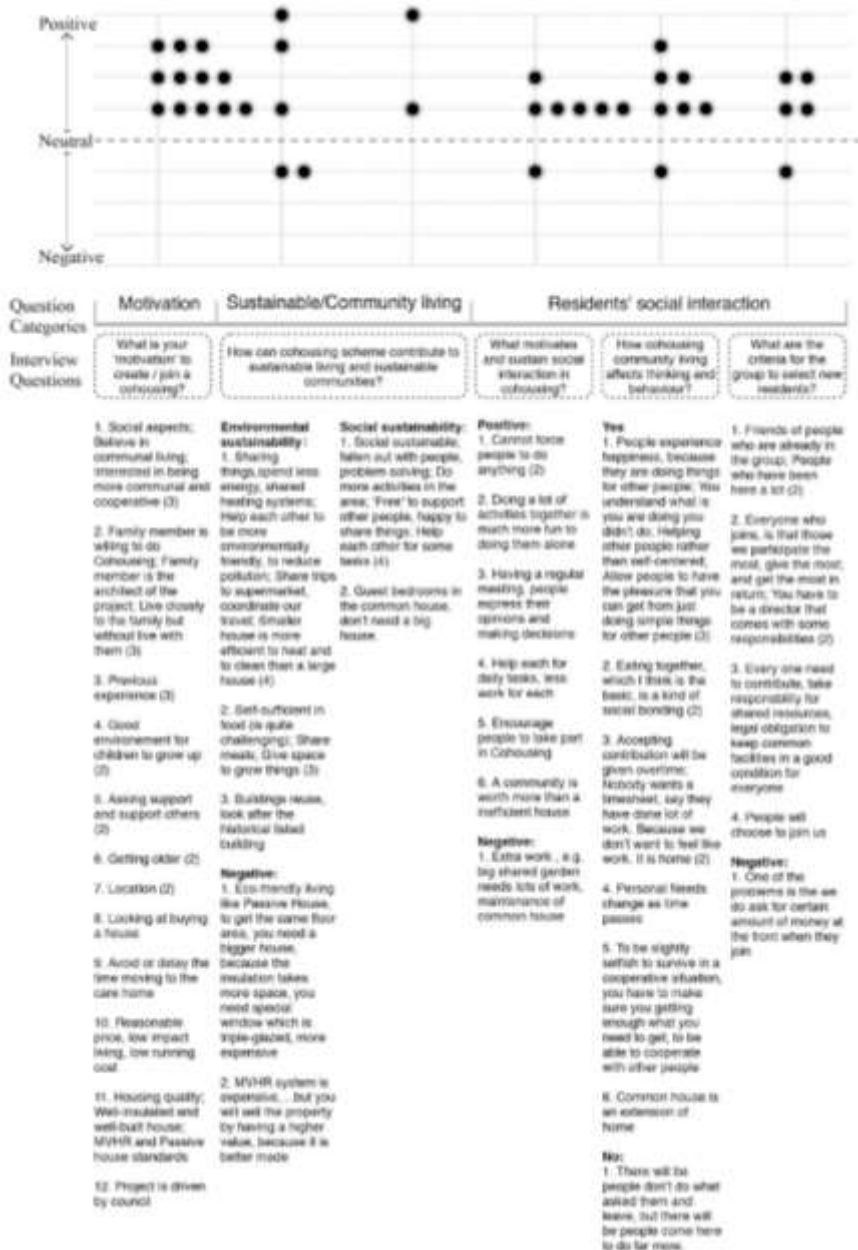 Positive
Neutral
Negative
Question
Categories
Motivation
Sustainable/Community living
Residents' social interaction
Interview
Questions
What is your
'motivation' to
create / join a
cohousing?
How can cohousing scheme contribute to
sustainable living and sustainable
communities?
What motivates
and sustain social
interaction in
cohousing?
How cohousing
community living
affects thinking and
behaviour?
What are the
criteria for the
group to select new
residents?
1. Social aspects;
Believe in
communal living;
Interested in being
more communal and
cooperative (3)
2. Family member is
willing to do
Cohousing; Family
member is the
architect of the
project; Live closely
to the family but
without live with
them (3)
3. Previous
experience (3)
4. Good
environement for
children to grow up
(2)
5. Asking support
and support others
(2)
6. Getting older (2)
7. Location (2)
8. Looking at buying
a house
9. Avoid or delay the
time moving to the
care home
10. Reasonable
price, low impact
living, low running
cost
11. Housing quality;
Well-insulated and
well-built house;
MVHR and Passive
house standards
12. Project is driven
by council
Environmental
sustainability:
1. Sharing
things,spend less
energy, shared
heating systems;
Help each other to
be more
environmentally
friendly, to reduce
pollution; Share trips
to supermarket,
coordinate our
travel; Smaller
house is more
efficient to heat and
to clean than a large
house (4)
2. Self-sufficient in
food (is quite
challenging); Share
meals; Give space
to grow things (3)
3. Buildings reuse,
look after the
historical listed
building
Negative:
1. Eco-friendly living
like Passive House,
to get the same floor
area, you need a
bigger house,
because the
insulation takes
more space, you
need special
window which is
triple-glazed, more
expensive
2. MVHR system is
expensive, .. but you
will sell the property
by having a higher
value, because it is
better made
Social sustainability:
1. Social sustainable,
fallen out with people,
problem solving; Do
more activities in the
area; 'Free' to support
other people, happy to
share things; Help
each other for some
tasks (4)
2. Guest bedrooms in
the common house,
don't need a big
house.
Positive:
1. Cannot force
people to do
anything (2)
2. Doing a lot of
activities together is
much more fun to
doing them alone
3. Having a regular
meeting, people
express their
opinions and
making decisions
4. Help each for
daily tasks, less
work for each
5. Encourage
people to take part
in Cohousing
6. A community is
worth more than a
inefficient house
Negative:
1. Extra work , e.g.
big shared garden
needs lots of work,
maintenance of
common house
Yes
1. People experience
happiness, because
they are doing things
for other people; You
understand what is
you are doing you
didn't do; Helping
other people rather
than self-centered;
Allow people to have
the pleasure that you
can get from just
doing simple things
for other people (3)
2. Eating together,
which I think is the
basic, is a kind of
social bonding (2)
3. Accepting
contribution will be
given overtime;
Nobody wants a
timesheet, say they
have done lot of
work. Because we
don't want to feel like
work. It is home (2)
4. Personal Needs
change as time
passes
5. To be slightly
selfish to survive in a
cooperative situation,
you have to make
sure you getting
enough what you
need to get, to be
able to cooperate
with other people
6. Common house is
an extension of
home
No:
1. There will be
people don't do what
asked them and
leave, but there will
be people come here
to do far more.
1. Friends of people
who are already in
the group; People
who have been
here a lot (2)
2. Everyone who
joins, is that those
we participate the
most, give the most,
and get the most in
return; You have to
be a director that
comes with some
responsibilities (2)
3. Every one need
to contribute, take
responsibility for
shared resources,
legal obligation to
keep common
facilities in a good
condition for
everyone
4. People will
choose to join us
Negative:
1. One of the
problems is the we
do ask for certain
amount of money at
the front when they
join